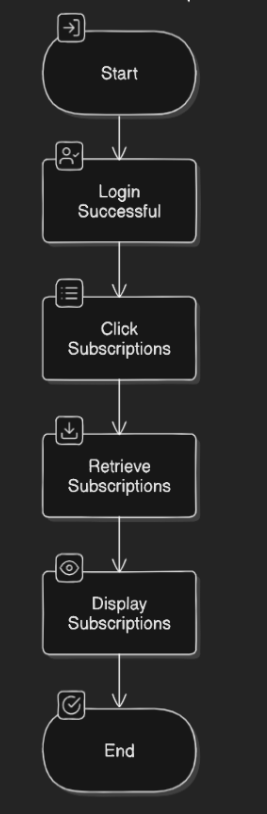 Start
Login
Successful
Click
Subscriptions
Retrieve
Subscriptions
Display
Subscriptions
End